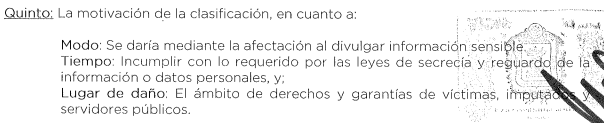 Quinto: La motivación de la clasificación, en cuanto a:
Modo: Se daría mediante la afectación al divulgar información sensible.
Tiempo: Incumplir con lo requerido por las leyes de secrecía y reguardo de la
información o datos personales, y;
Lugar de daño: El ámbito de derechos y garantías de víctimas, imputados y
servidores públicos.